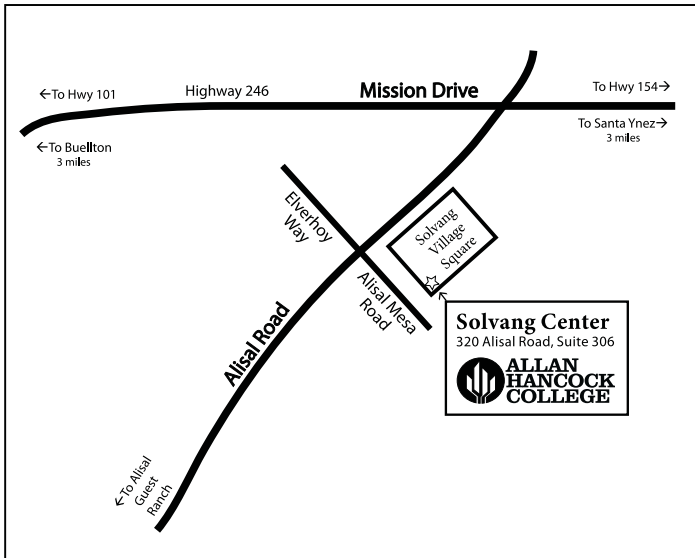 ←To Hwy 101
Highway 246
Mission Drive
To Hwy 154→
←To Buellton
3 miles
To Santa Ynez→
3 miles
Elverhoy
Way
Solvang
Village
Square
Alisal Mesa
Road
Alisal Road
Solvang Center
320 Alisal Road, Suite 306
ALLAN
HANCOCK
COLLEGE
←To Alisal
Guest
Ranch